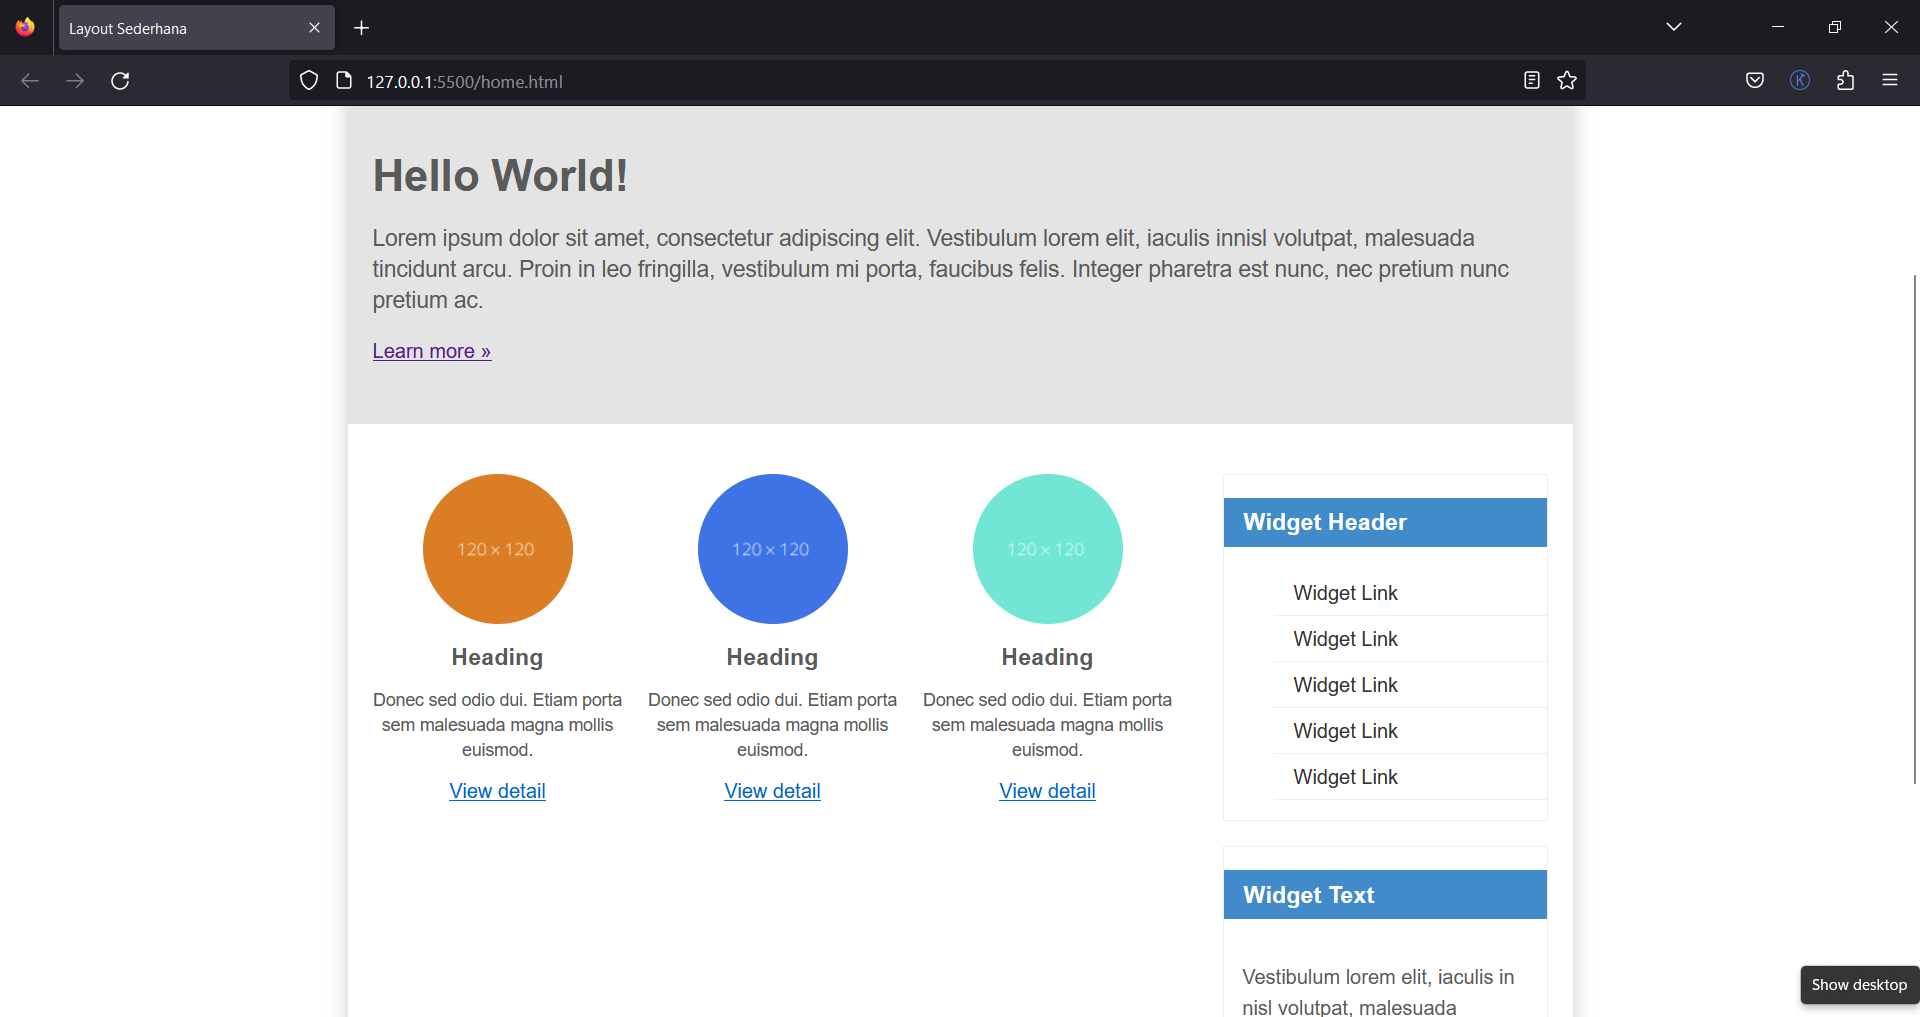 Layout Sederhana
127.0.0.1:5500/home.html
Hello World!
Lorem ipsum dolor sit amet, consectetur adipiscing elit. Vestibulum lorem elit, iaculis innisl volutpat, malesuada
tincidunt arcu. Proin in leo fringilla, vestibulum mi porta, faucibus felis. Integer pharetra est nunc, nec pretium nunc
pretium ac.
Learn more »
120 × 120
Heading
Donec sed odio dui. Etiam porta
sem malesuada magna mollis
euismod.
View detail
120 × 120
Heading
Donec sed odio dui. Etiam porta
sem malesuada magna mollis
euismod.
View detail
120 × 120
Heading
Donec sed odio dui. Etiam porta
sem malesuada magna mollis
euismod.
View detail
Widget Header
Widget Link
Widget Link
Widget Link
Widget Link
Widget Link
Widget Text
Vestibulum lorem elit, iaculis in
nisl volutpat, malesuada
Show desktop